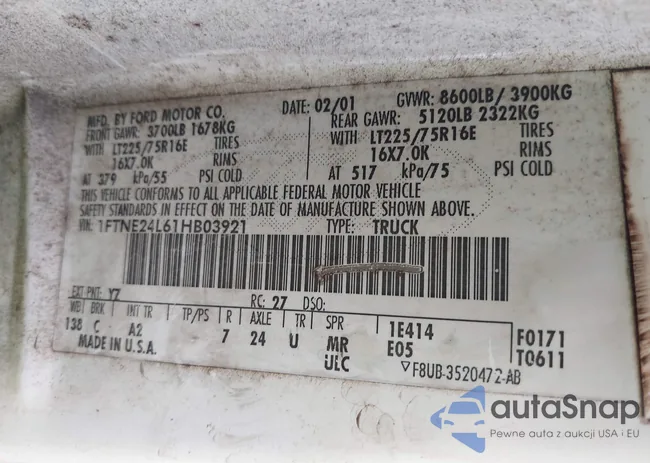 MFD. BY FORD MOTOR CO. DATE: 02/01 GVWR: 8600LB/ 3900KG
FRONT GAWR: 3700LB 1678KG REAR GAWR: 5120LB 2322KG
WITH LT225/75R16E TIRES WITH LT225/75R16E TIRES
16X7.0K RIMS 16X7.0K RIMS
AT 379 kPa/55 PSI COLD AT 517 kPa/75 PSI COLD
THIS VEHICLE CONFORMS TO ALL APPLICABLE FEDERAL MOTOR VEHICLE
SAFETY STANDARDS IN EFFECT ON THE DATE OF MANUFACTURE SHOWN ABOVE.
VIN: 1FTNE24L61HB03921 TYPE: TRUCK
EXT PNT: Y7 RC: 27 DSO:
WB BRK INT TR TP/PS R AXLE TR SPR
138 C A2 7 24 U MR 1E414 F0171
MADE IN U.S.A. ULC E05 T0611
▽F8UB-3520472-AB
autaSnap
Pewne auta z aukcji USA i EU